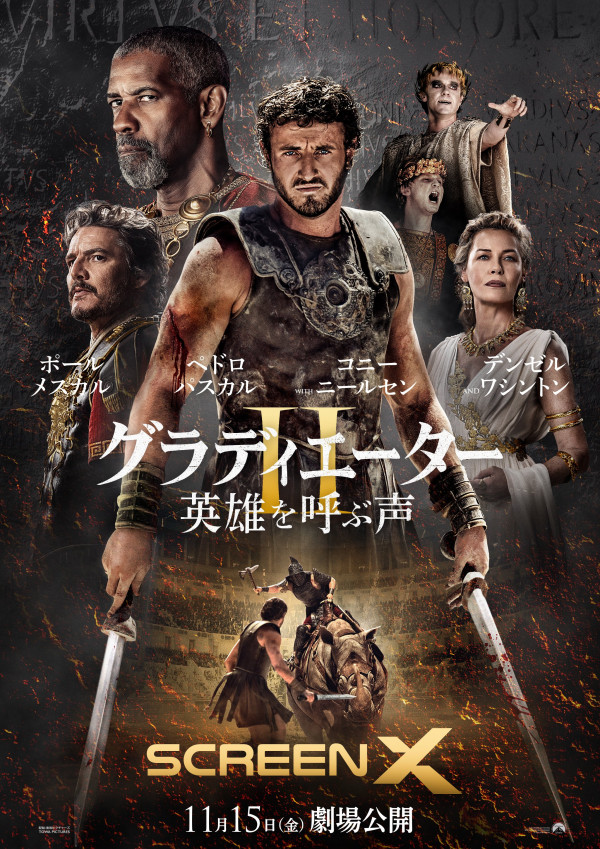 VIRTVS ET HONORE
ポール
メスカル
ペドロ
パスカル
WITH
コニー
ニールセン
AND
デンゼル
ワシントン
II
グラディエーター
英雄を呼ぶ声
SCREENX
11月15日(金)劇場公開
TOWA PICTURES